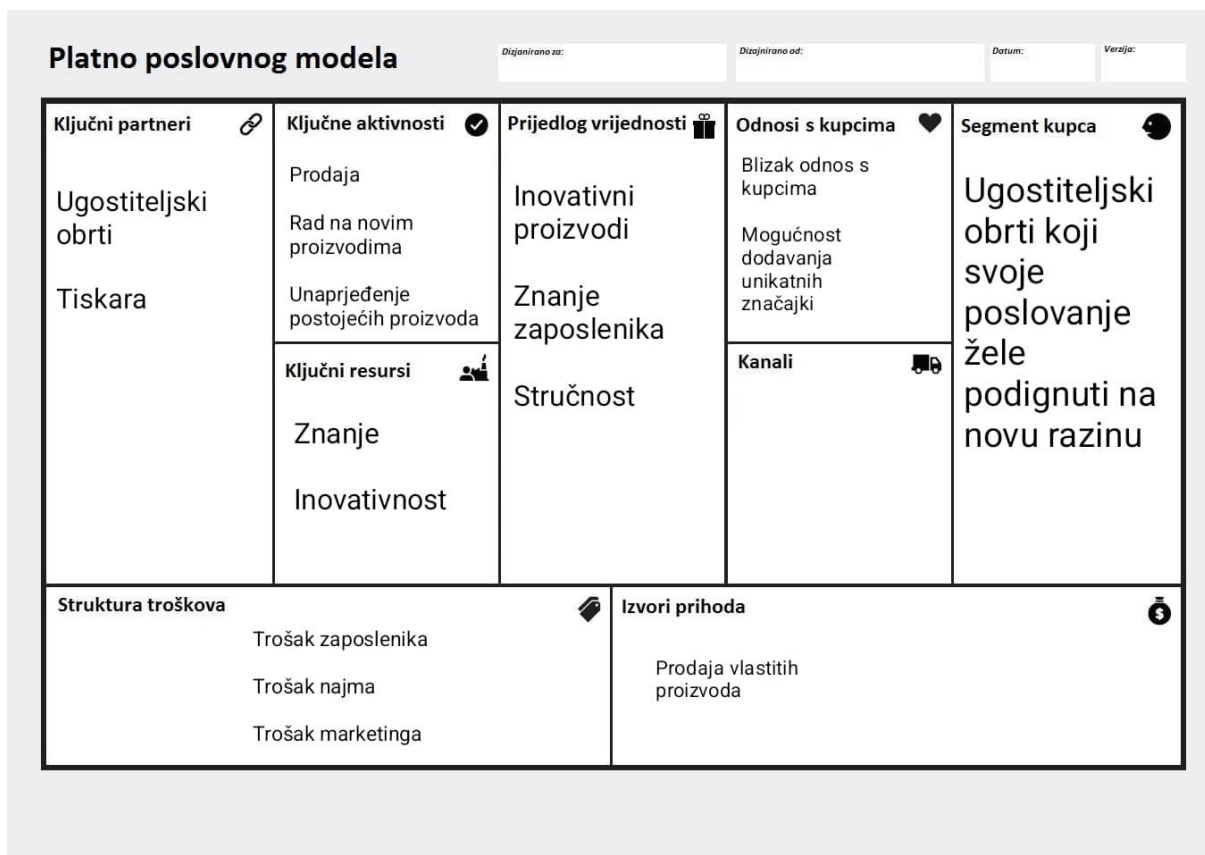 Platno poslovnog modela
Dizjanirano za:
Dizajnirano od:
Datum:
Verzija:
Ključni partneri
Ugostiteljski
obrti
Tiskara
Ključne aktivnosti
Prodaja
Rad na novim
proizvodima
Unaprjeđenje
postojećih proizvoda
Ključni resursi
Znanje
Inovativnost
Prijedlog vrijednosti
Inovativni
proizvodi
Znanje
zaposlenika
Stručnost
Odnosi s kupcima
Blizak odnos s
kupcima
Mogućnost
dodavanja
unikatnih
značajki
Kanali
Segment kupca
Ugostiteljski
obrti koji
svoje
poslovanje
žele
podignuti na
novu razinu
Struktura troškova
Trošak zaposlenika
Trošak najma
Trošak marketinga
Izvori prihoda
Prodaja vlastitih
proizvoda